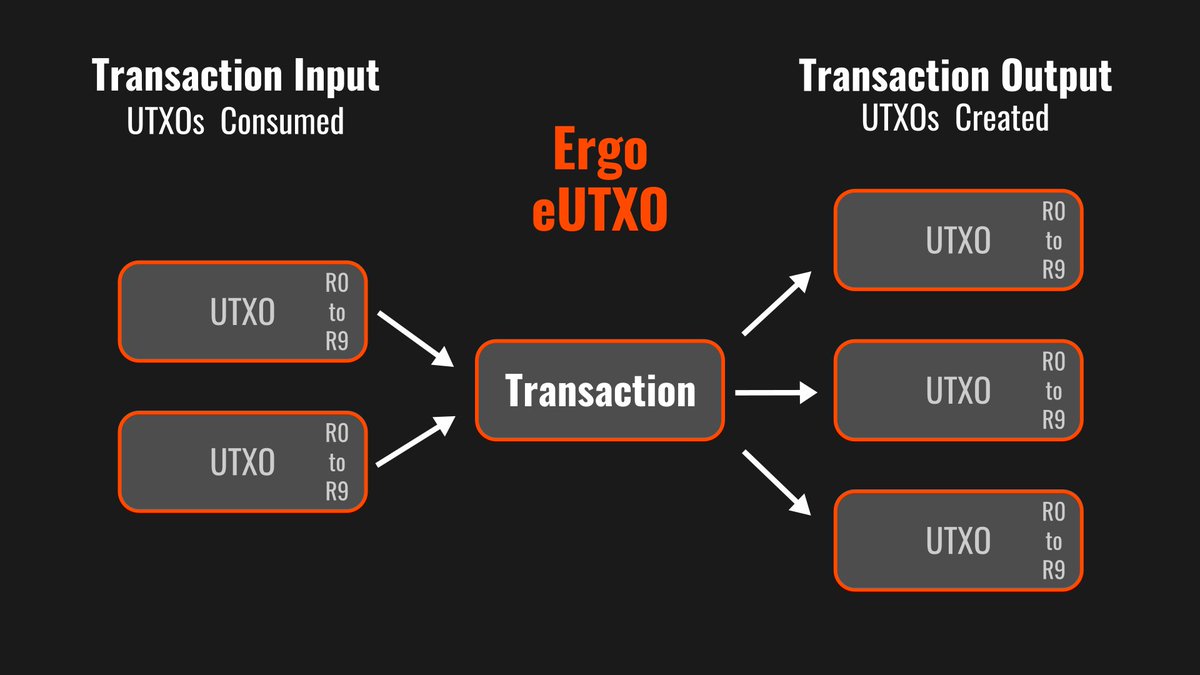 Transaction Input
UTXOs Consumed
UTXO
R0
to
R9
UTXO
R0
to
R9
Ergo
eUTXO
Transaction
Transaction Output
UTXOs Created
UTXO
R0
to
R9
UTXO
R0
to
R9
UTXO
R0
to
R9